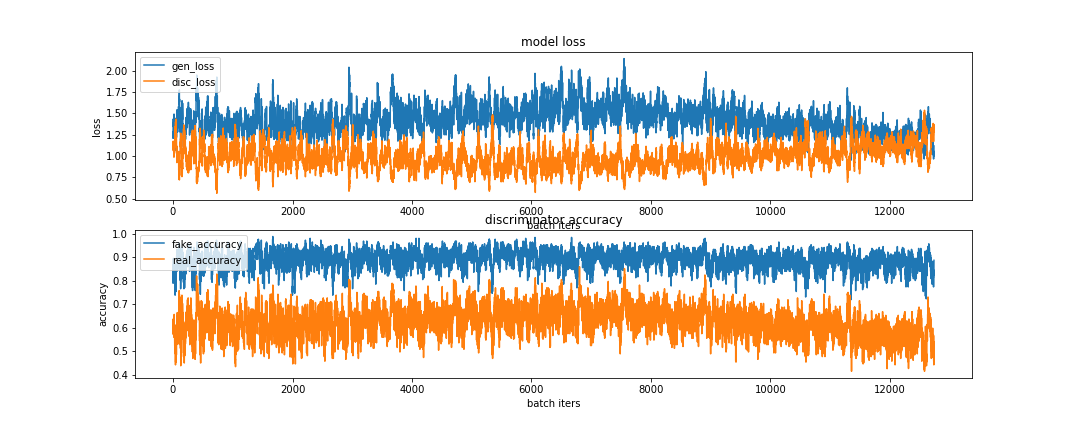 model loss
gen_loss
disc_loss
2.00
1.75
1.50
1.25
1.00
0.75
0.50
loss
0 2000 4000 6000 8000 10000 12000
batch iters
discriminator accuracy
fake_accuracy
real_accuracy
1.0
0.9
0.8
0.7
0.6
0.5
0.4
accuracy
0 2000 4000 6000 8000 10000 12000
batch iters